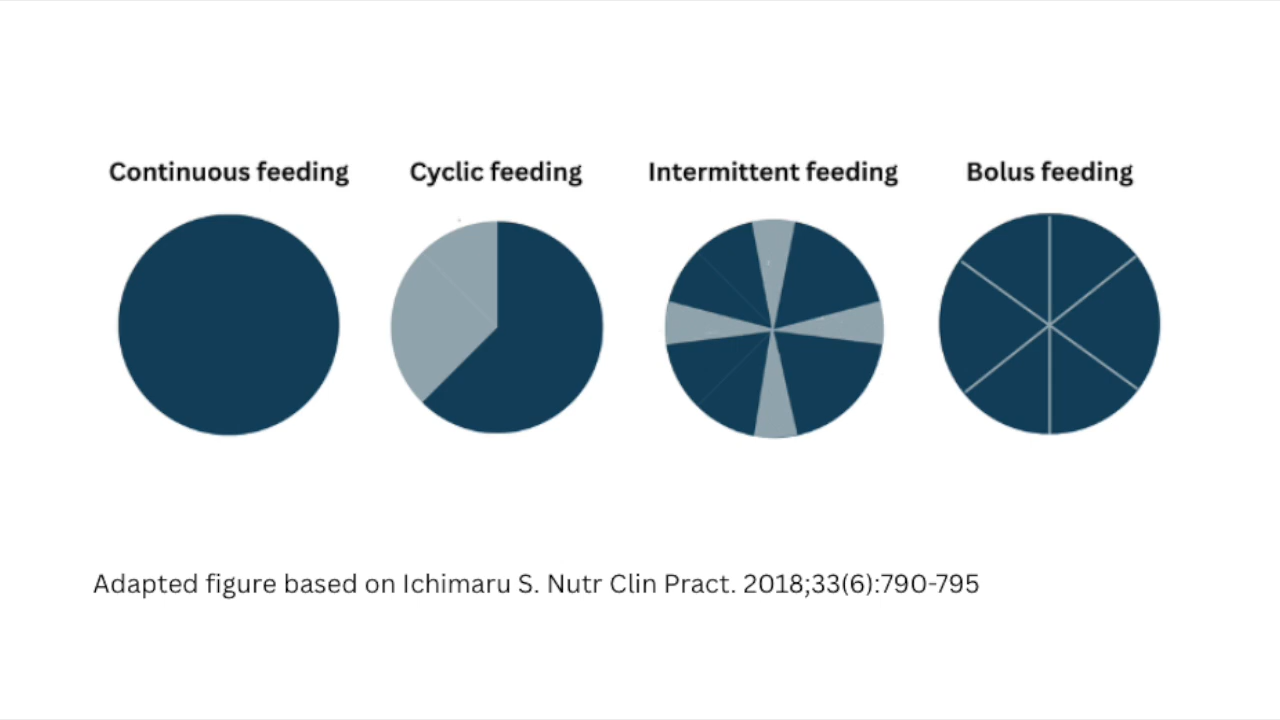 Continuous feeding
Cyclic feeding
Intermittent feeding
Bolus feeding
Adapted figure based on Ichimaru S. Nutr Clin Pract. 2018;33(6):790-795